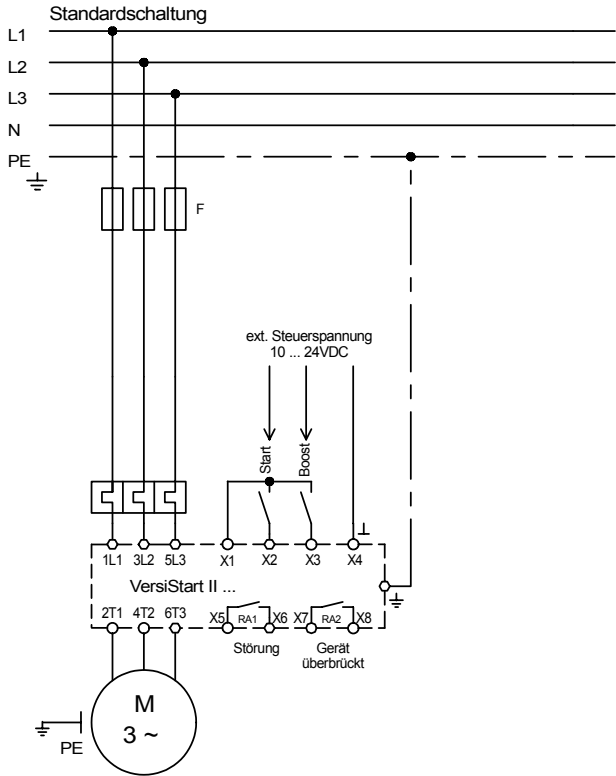 Standardschaltung
L1
L2
L3
N
PE
F
ext. Steuerspannung
10 ... 24VDC
Start
Boost
1L1 3L2 5L3 X1 X2 X3 X4
VersiStart II ...
2T1 4T2 6T3 X5 RA1 X6 X7 RA2 X8
Störung
Gerät
überbrückt
M
3 ~
PE